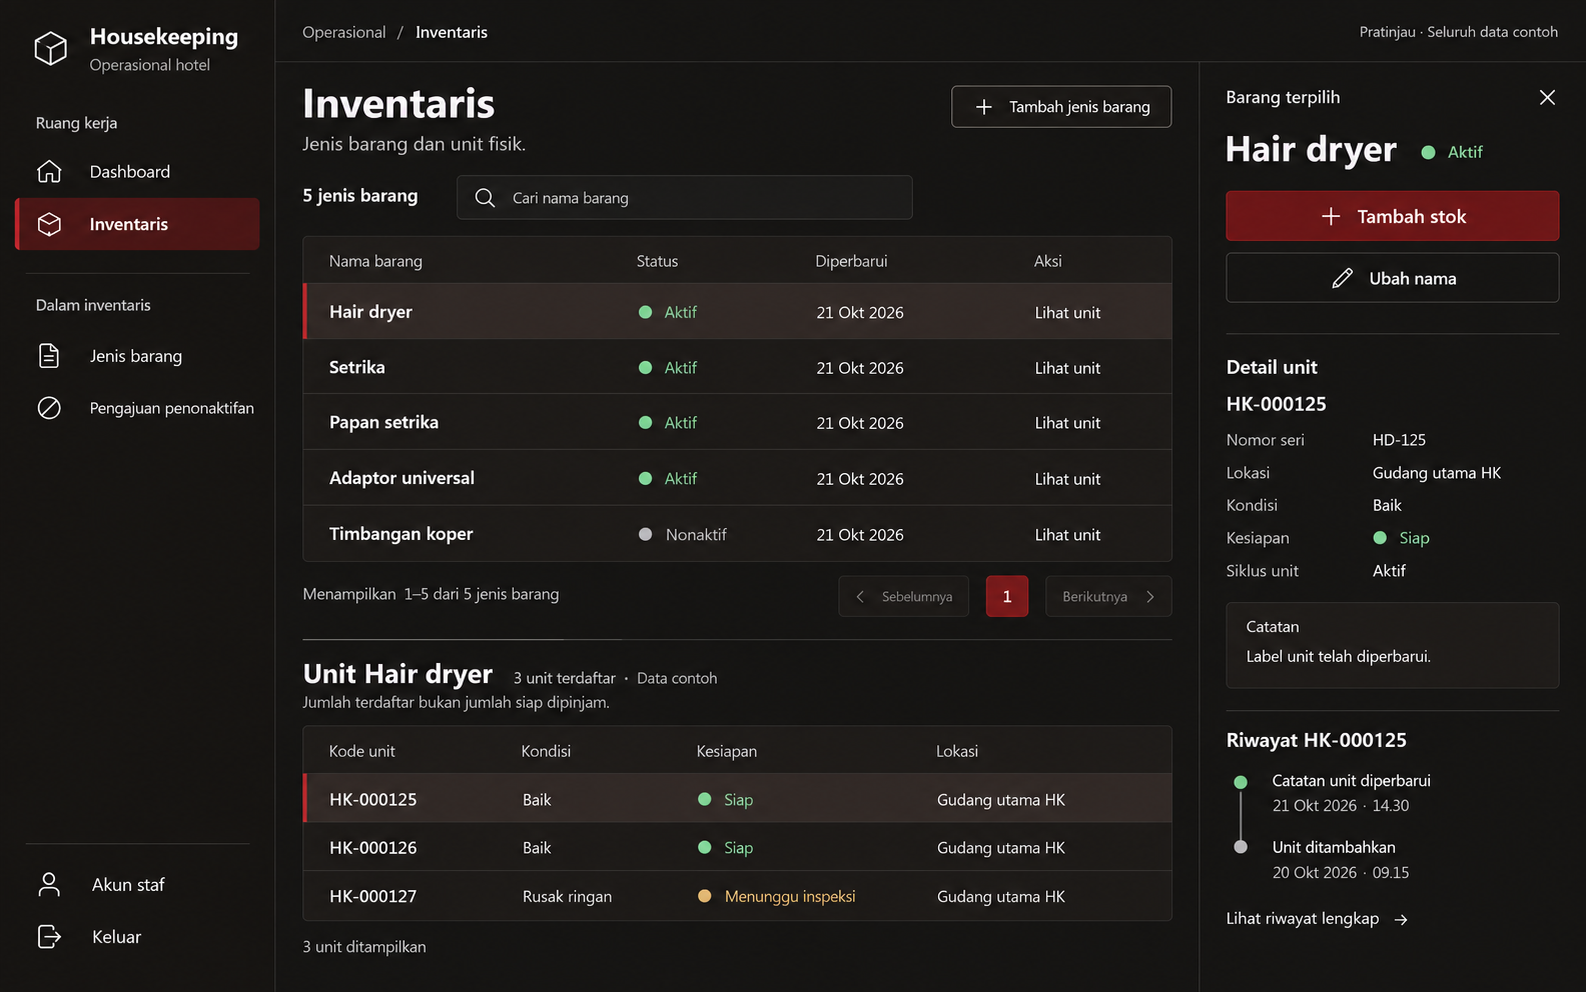 Housekeeping
Operasional hotel
Ruang kerja
Dashboard
Inventaris
Dalam inventaris
Jenis barang
Pengajuan penonaktifan
Akun staf
Keluar
Operasional / Inventaris
Pratinjau · Seluruh data contoh
Inventaris
Jenis barang dan unit fisik.
+ Tambah jenis barang
5 jenis barang
Cari nama barang
Nama barang Status Diperbarui Aksi
Hair dryer Aktif 21 Okt 2026 Lihat unit
Setrika Aktif 21 Okt 2026 Lihat unit
Papan setrika Aktif 21 Okt 2026 Lihat unit
Adaptor universal Aktif 21 Okt 2026 Lihat unit
Timbangan koper Nonaktif 21 Okt 2026 Lihat unit
Menampilkan 1–5 dari 5 jenis barang
Sebelumnya 1 Berikutnya
Unit Hair dryer 3 unit terdaftar · Data contoh
Jumlah terdaftar bukan jumlah siap dipinjam.
Kode unit Kondisi Kesiapan Lokasi
HK-000125 Baik Siap Gudang utama HK
HK-000126 Baik Siap Gudang utama HK
HK-000127 Rusak ringan Menunggu inspeksi Gudang utama HK
3 unit ditampilkan
Barang terpilih
Hair dryer Aktif
+ Tambah stok
Ubah nama
Detail unit
HK-000125
Nomor seri HD-125
Lokasi Gudang utama HK
Kondisi Baik
Kesiapan Siap
Siklus unit Aktif
Catatan
Label unit telah diperbarui.
Riwayat HK-000125
Catatan unit diperbarui
21 Okt 2026 · 14.30
Unit ditambahkan
20 Okt 2026 · 09.15
Lihat riwayat lengkap →